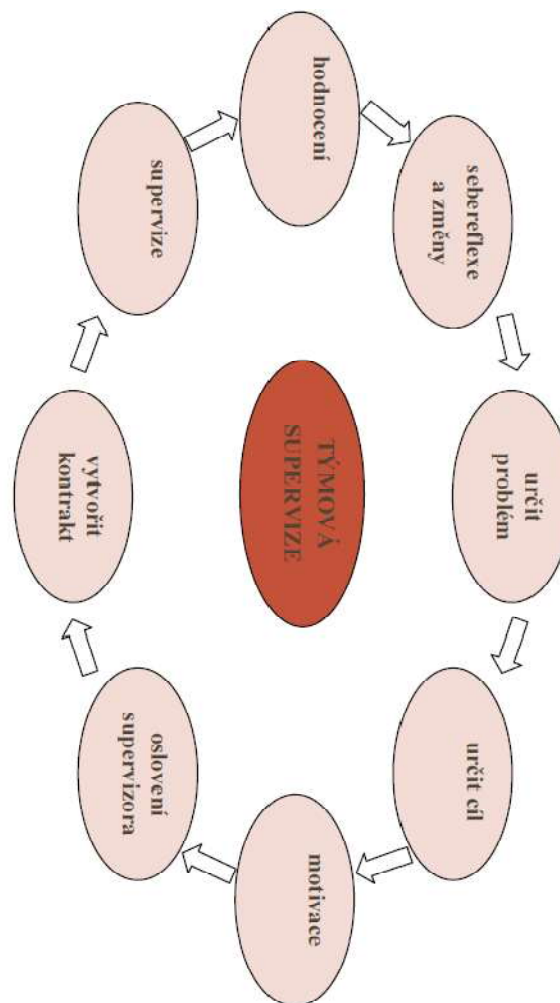 určit
problém
určit cíl
motivace
oslovení
supervizora
vytvořit
kontrakt
supervize
hodnocení
sebereflexe
a změny
TÝMOVÁ
SUPERVIZE